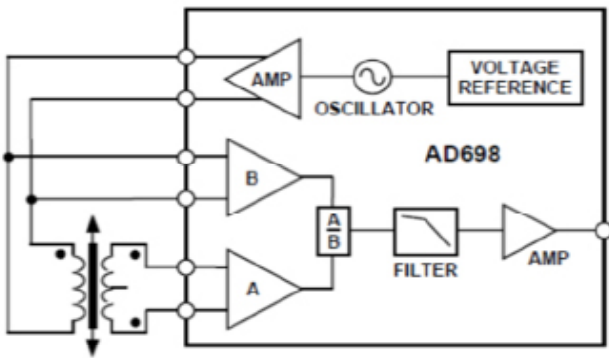 AMP
OSCILLATOR
VOLTAGE
REFERENCE
AD698
B
A
B
FILTER
AMP
A